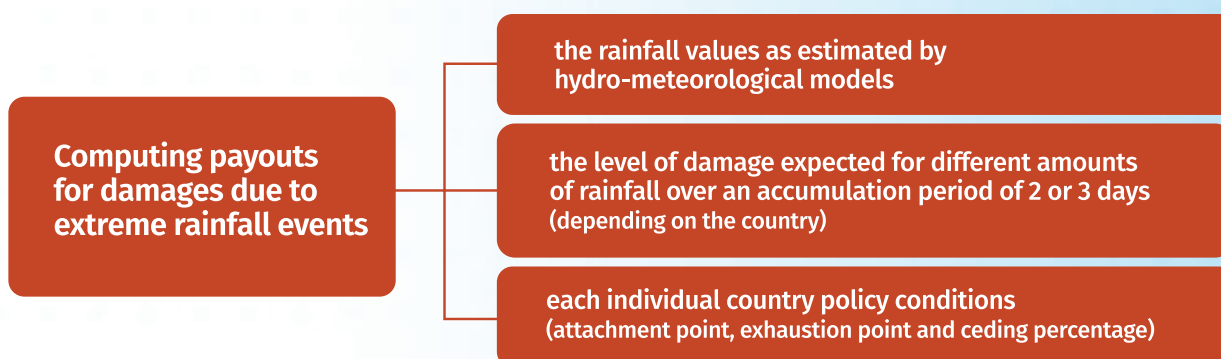 Computing payouts
for damages due to
extreme rainfall events
the rainfall values as estimated by
hydro-meteorological models
the level of damage expected for different amounts
of rainfall over an accumulation period of 2 or 3 days
(depending on the country)
each individual country policy conditions
(attachment point, exhaustion point and ceding percentage)